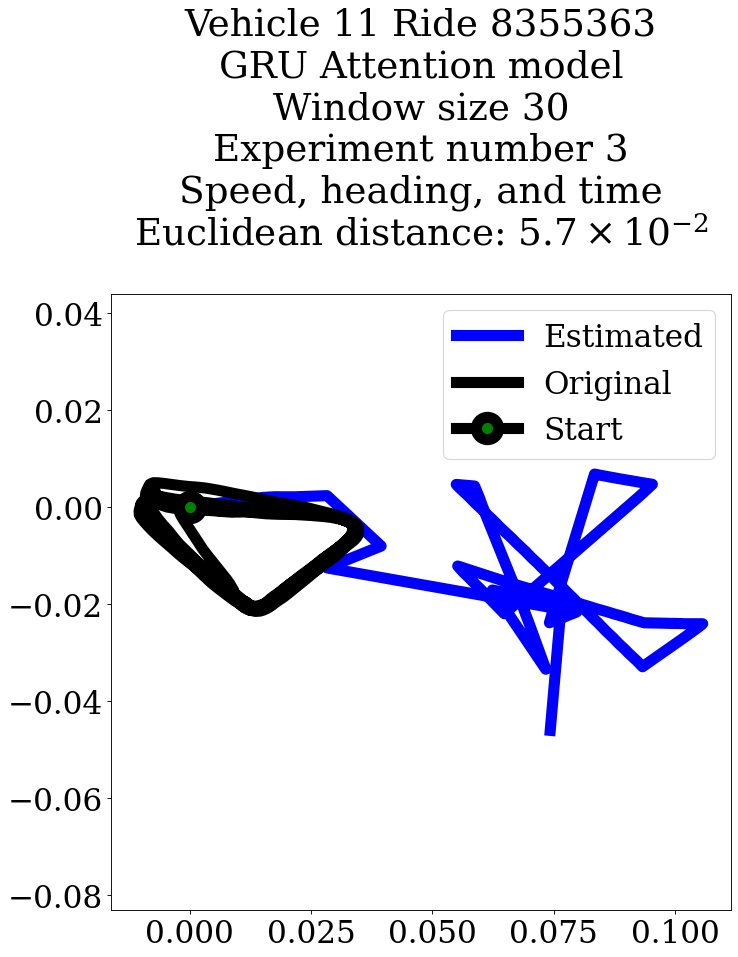 Vehicle 11 Ride 8355363
GRU Attention model
Window size 30
Experiment number 3
Speed, heading, and time
Euclidean distance: 5.7 × 10⁻²
Estimated
Original
Start
0.04
0.02
0.00
−0.02
−0.04
−0.06
−0.08
0.000 0.025 0.050 0.075 0.100